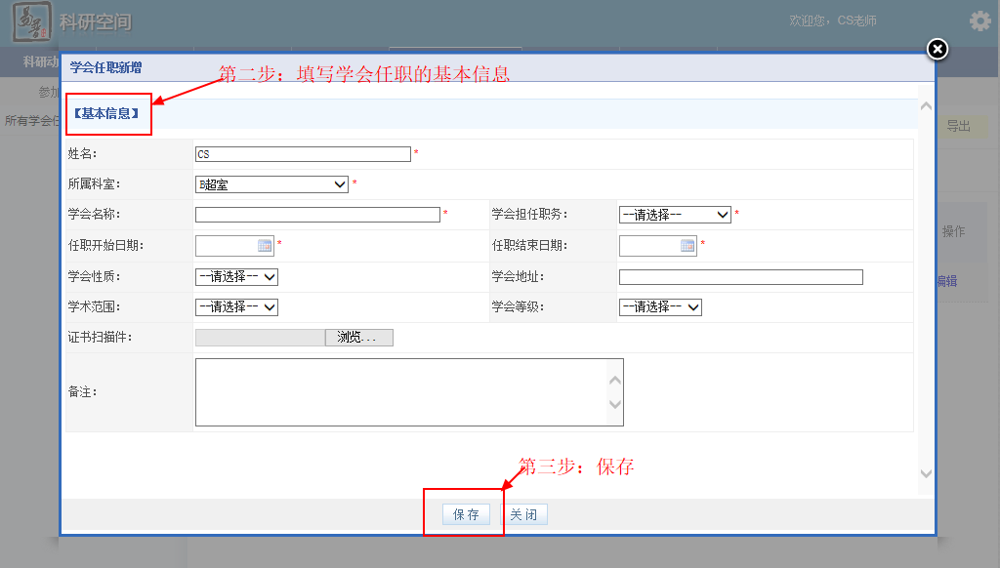 科研空间
欢迎您，CS老师
科研动
学会任职新增
第二步：填写学会任职的基本信息
参加
【基本信息】
所有学会任
导出
姓名： CS *
所属科室： B超室 *
学会名称： * 学会担任职务： --请选择-- *
操作
任职开始日期： * 任职结束日期： *
学会性质： --请选择-- 学会地址：
编辑
学术范围： --请选择-- 学会等级： --请选择--
证书扫描件： 浏览...
备注：
第三步：保存
保存 关闭